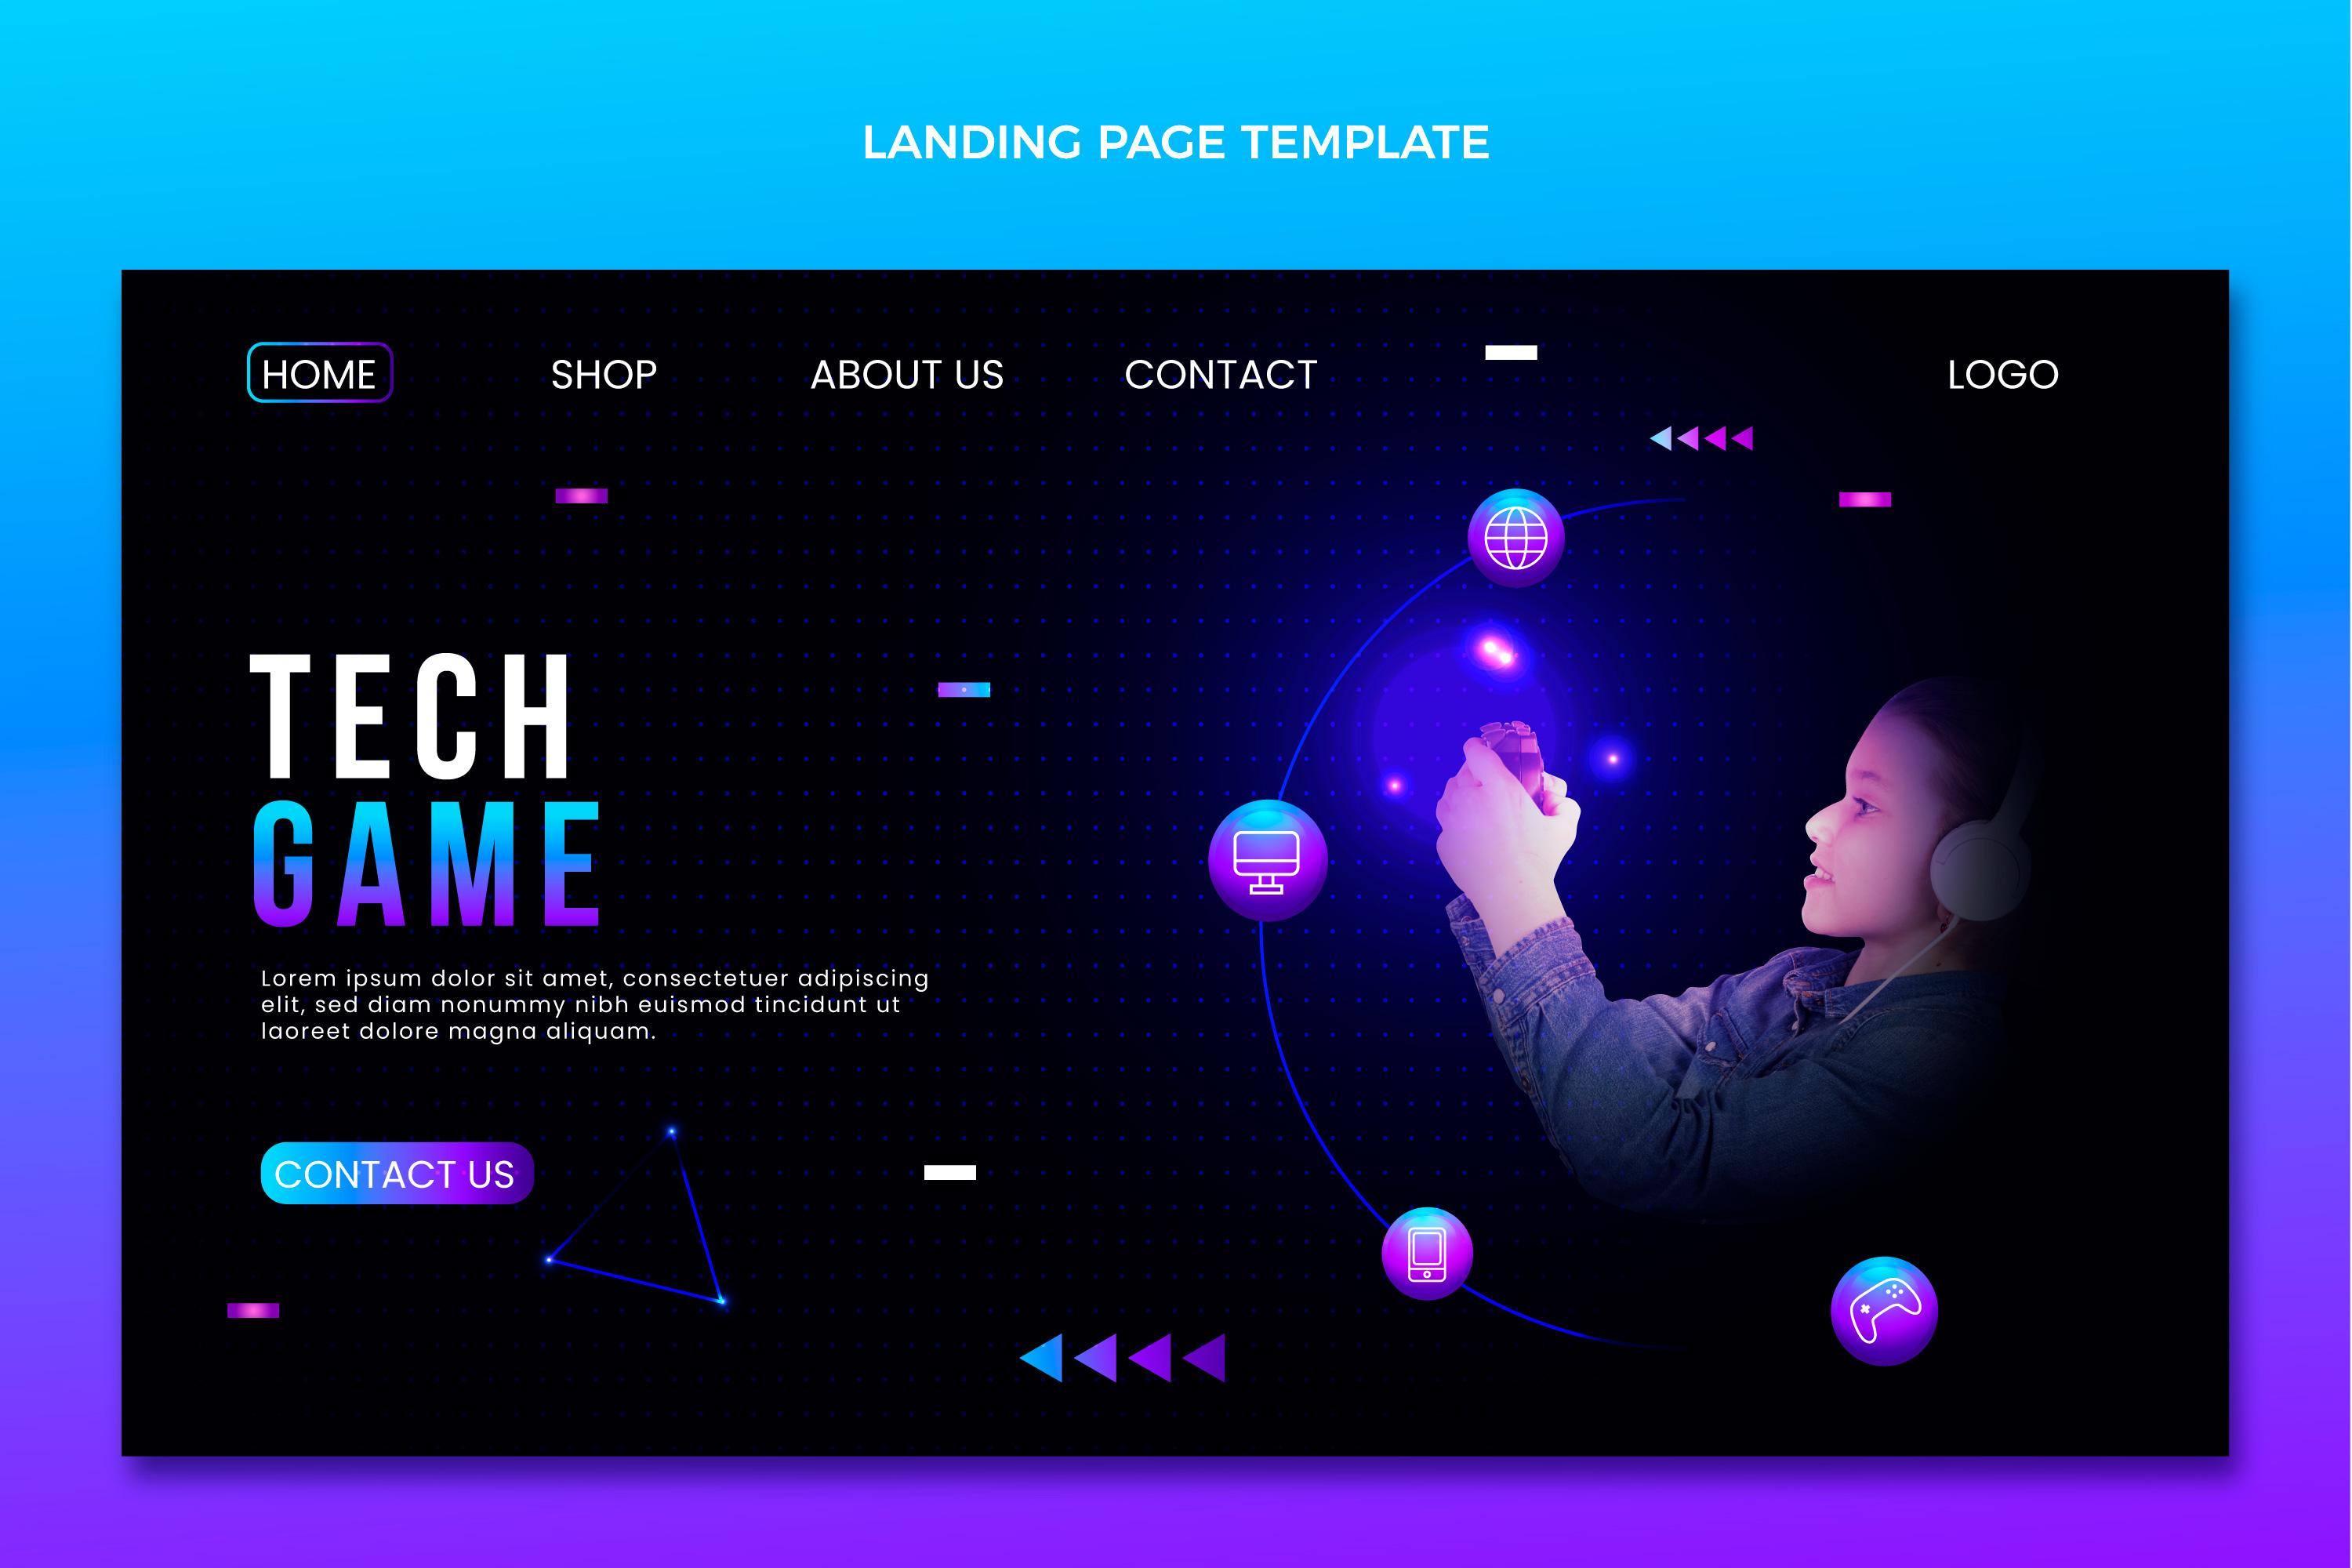 LANDING PAGE TEMPLATE
HOME SHOP ABOUT US CONTACT LOGO
TECH
GAME
Lorem ipsum dolor sit amet, consectetuer adipiscing
elit, sed diam nonummy nibh euismod tincidunt ut
laoreet dolore magna aliquam.
CONTACT US